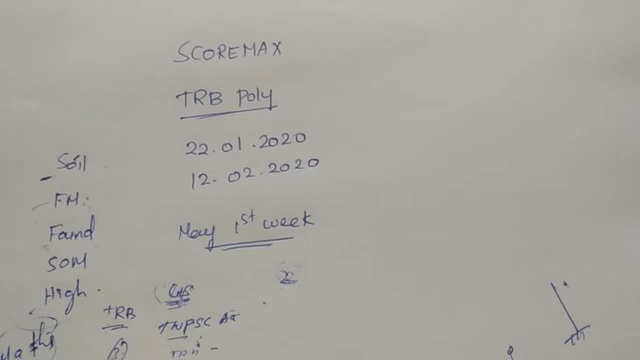 SCOREMAX
TRB Poly
22.01.2020
12.02.2020
May 1st week
Soil
FM.
Found
SOM
High.
TRB
TNPSC AE